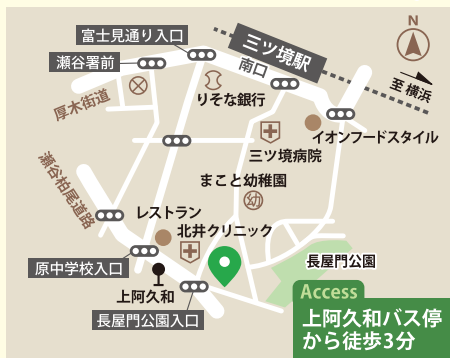 富士見通り入口
瀬谷署前
三ツ境駅
南口
N
至 横浜
厚木街道
りそな銀行
イオンフードスタイル
三ツ境病院
瀬谷柏尾道路
まこと幼稚園
幼
レストラン
北井クリニック
原中学校入口
上阿久和
長屋門公園
長屋門公園入口
Access
上阿久和バス停
から徒歩3分